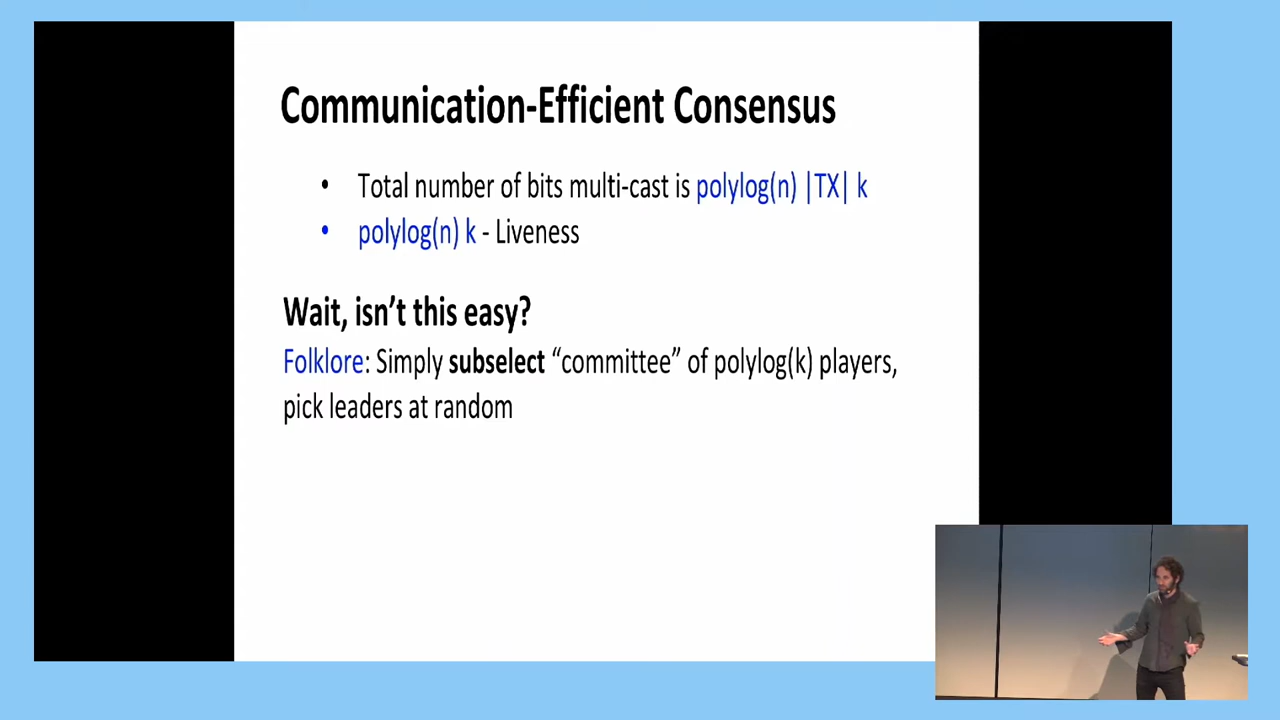 Communication-Efficient Consensus
• Total number of bits multi-cast is polylog(n) |TX| k
• polylog(n) k - Liveness
Wait, isn't this easy?
Folklore: Simply subselect “committee” of polylog(k) players,
pick leaders at random